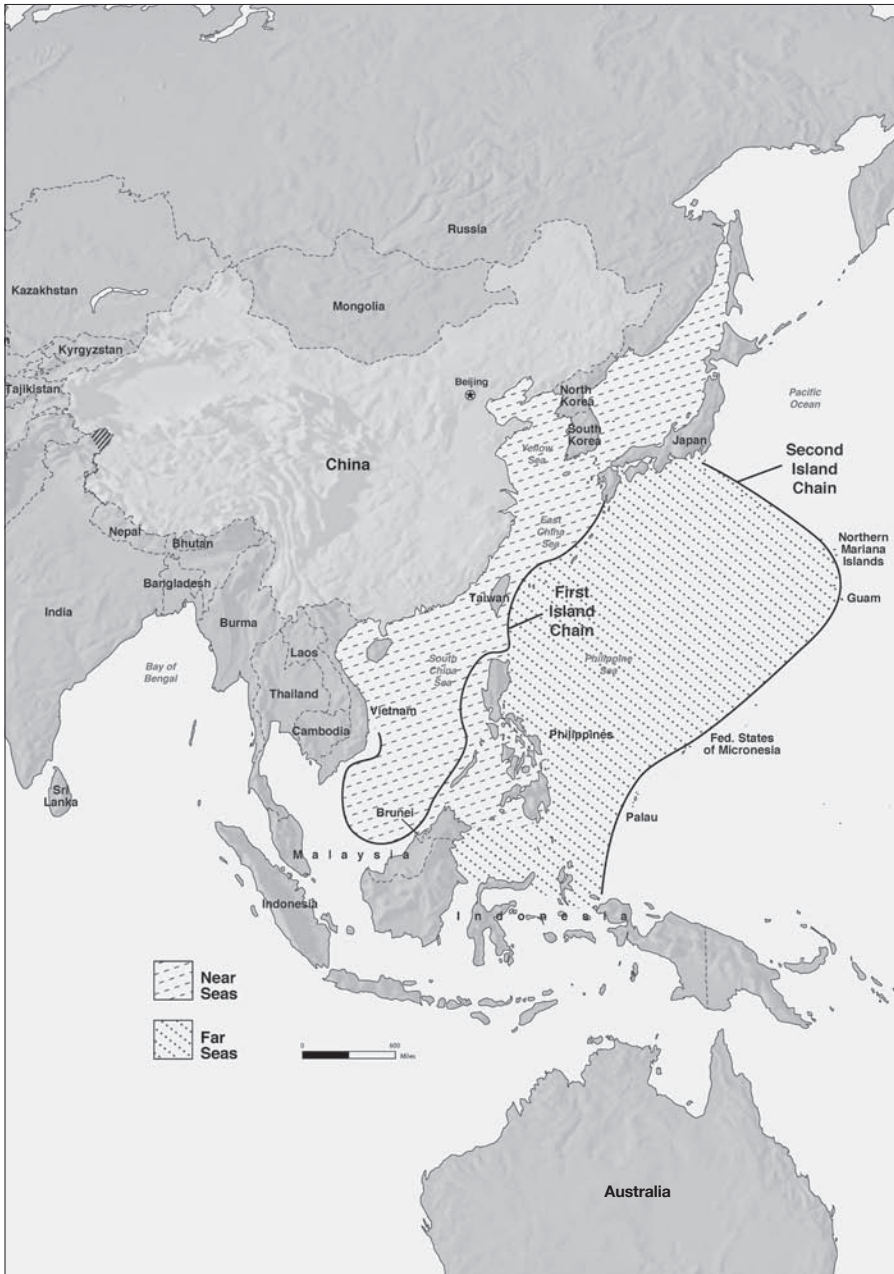 Russia
Kazakhstan
Mongolia
Kyrgyzstan
Tajikistan
Beijing
North
Korea
South
Korea
Japan
Pacific
Ocean
Yellow
Sea
China
Second
Island
Chain
East
China
Sea
Nepal
Bhutan
Northern
Mariana
Islands
Bangladesh
Taiwan
First
Island
Chain
Guam
India
Burma
Laos
Bay of
Bengal
South
China
Sea
Philippine
Sea
Thailand
Vietnam
Cambodia
Philippines
Fed. States
of Micronesia
Sri
Lanka
Brunei
Palau
Malaysia
Indonesia
Indonesia
Near
Seas
Far
Seas
0
600
Miles
Australia